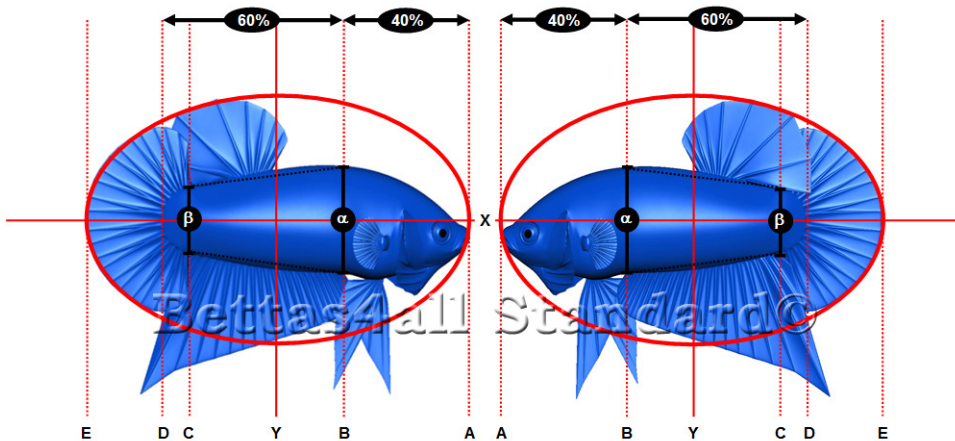 60% 40% 40% 60%
X
β α α β
Bettas4all Standard©
E D C Y B A A B Y C D E